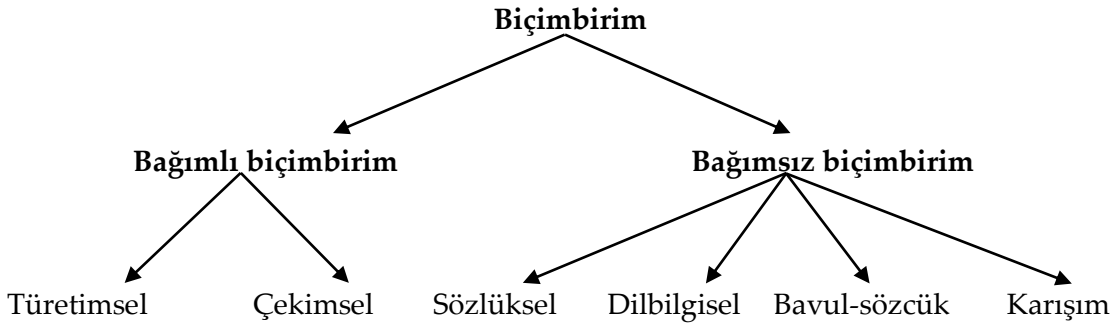 Biçimbirim
Bağımlı biçimbirim Bağımsız biçimbirim
Türetimsel Çekimsel Sözlüksel Dilbilgisel Bavul-sözcük Karışım